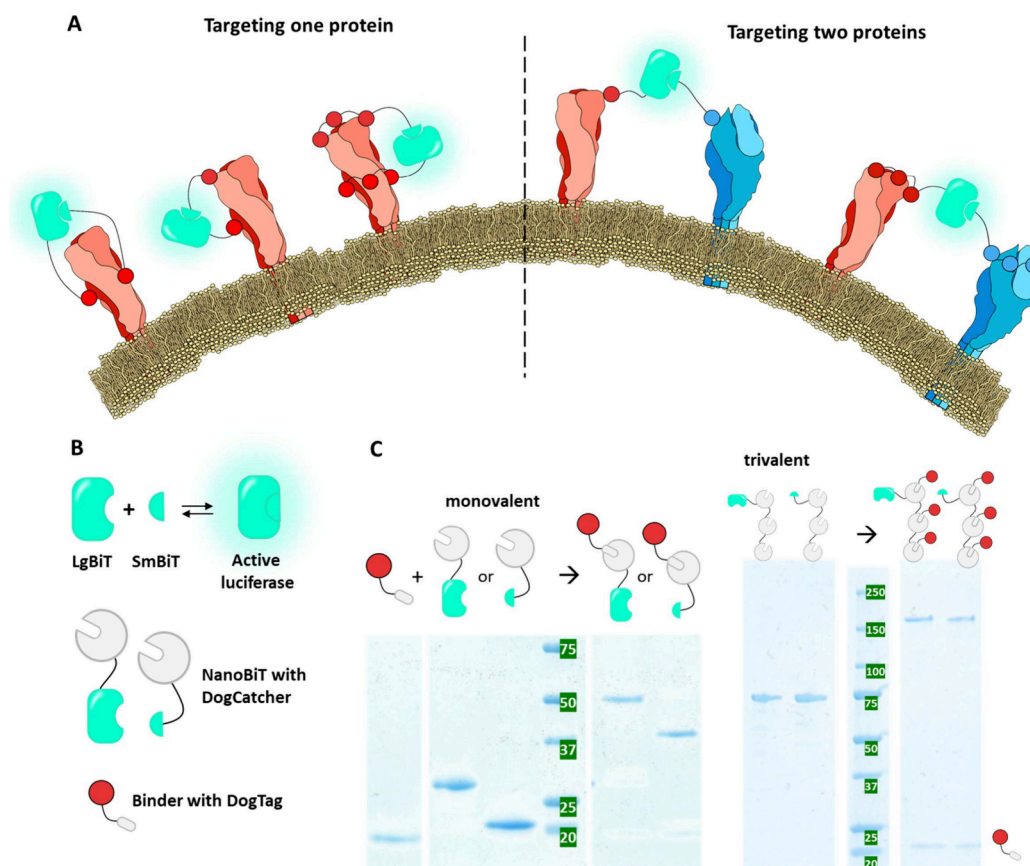 A
Targeting one protein
Targeting two proteins
B
LgBiT
+
SmBiT
Active
luciferase
NanoBiT with
DogCatcher
Binder with DogTag
C
monovalent
+
or
or
75
50
37
25
20
trivalent
250
150
100
75
50
37
25
20